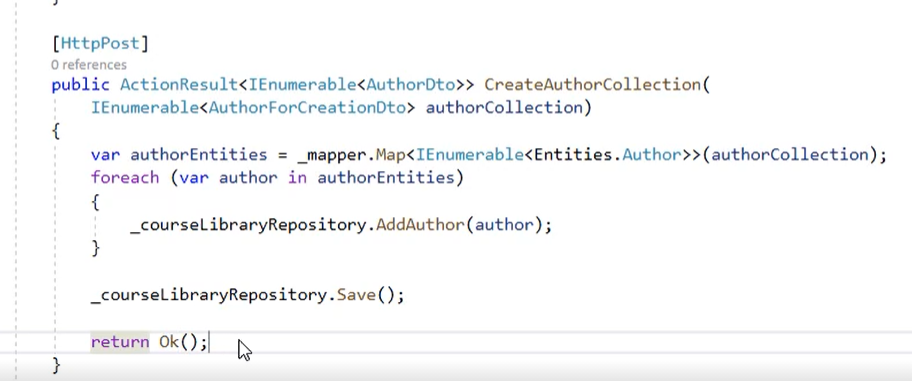 }
[HttpPost]
0 references
public ActionResult<IEnumerable<AuthorDto>> CreateAuthorCollection(
IEnumerable<AuthorForCreationDto> authorCollection)
{
var authorEntities = _mapper.Map<IEnumerable<Entities.Author>>(authorCollection);
foreach (var author in authorEntities)
{
_courseLibraryRepository.AddAuthor(author);
}
_courseLibraryRepository.Save();
return Ok();
}